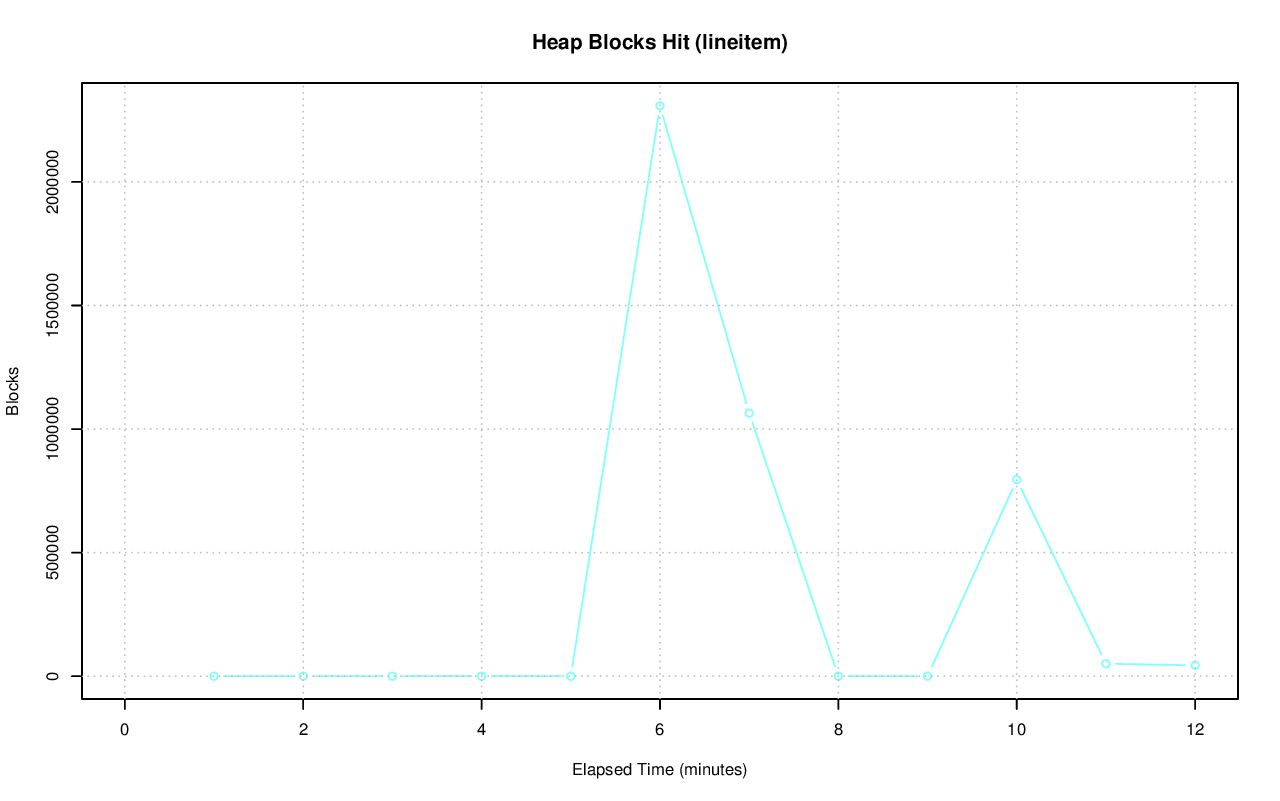 Heap Blocks Hit (lineitem)
Blocks
2000000
1500000
1000000
500000
0
0 2 4 6 8 10 12
Elapsed Time (minutes)